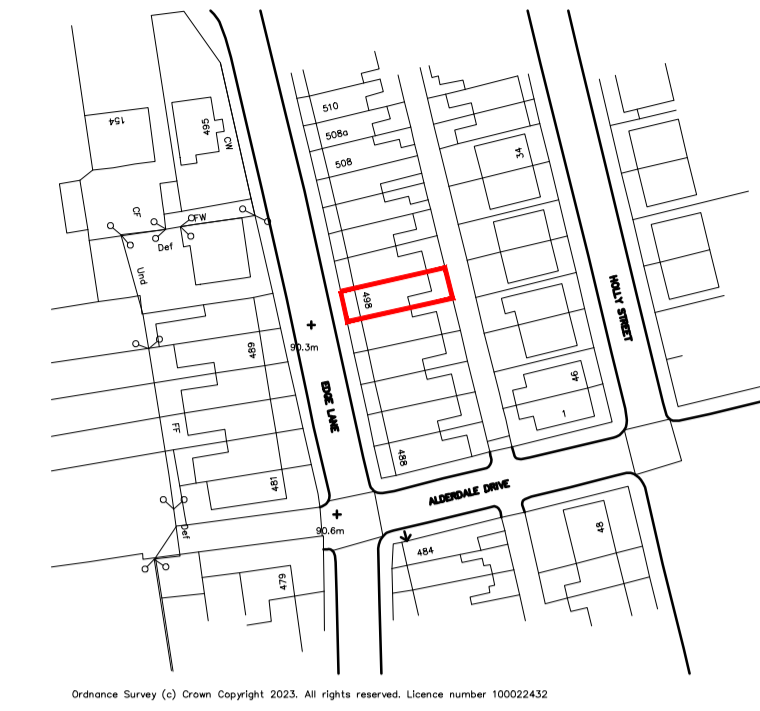 510
154
508a
495
CW
34
508
CF
FW
Def
Und
498
HOLLY STREET
90.3m
489
EDGE LANE
46
1
FF
488
481
ALDERDALE DRIVE
90.6m
Def
48
484
479
Ordnance Survey (c) Crown Copyright 2023. All rights reserved. Licence number 100022432